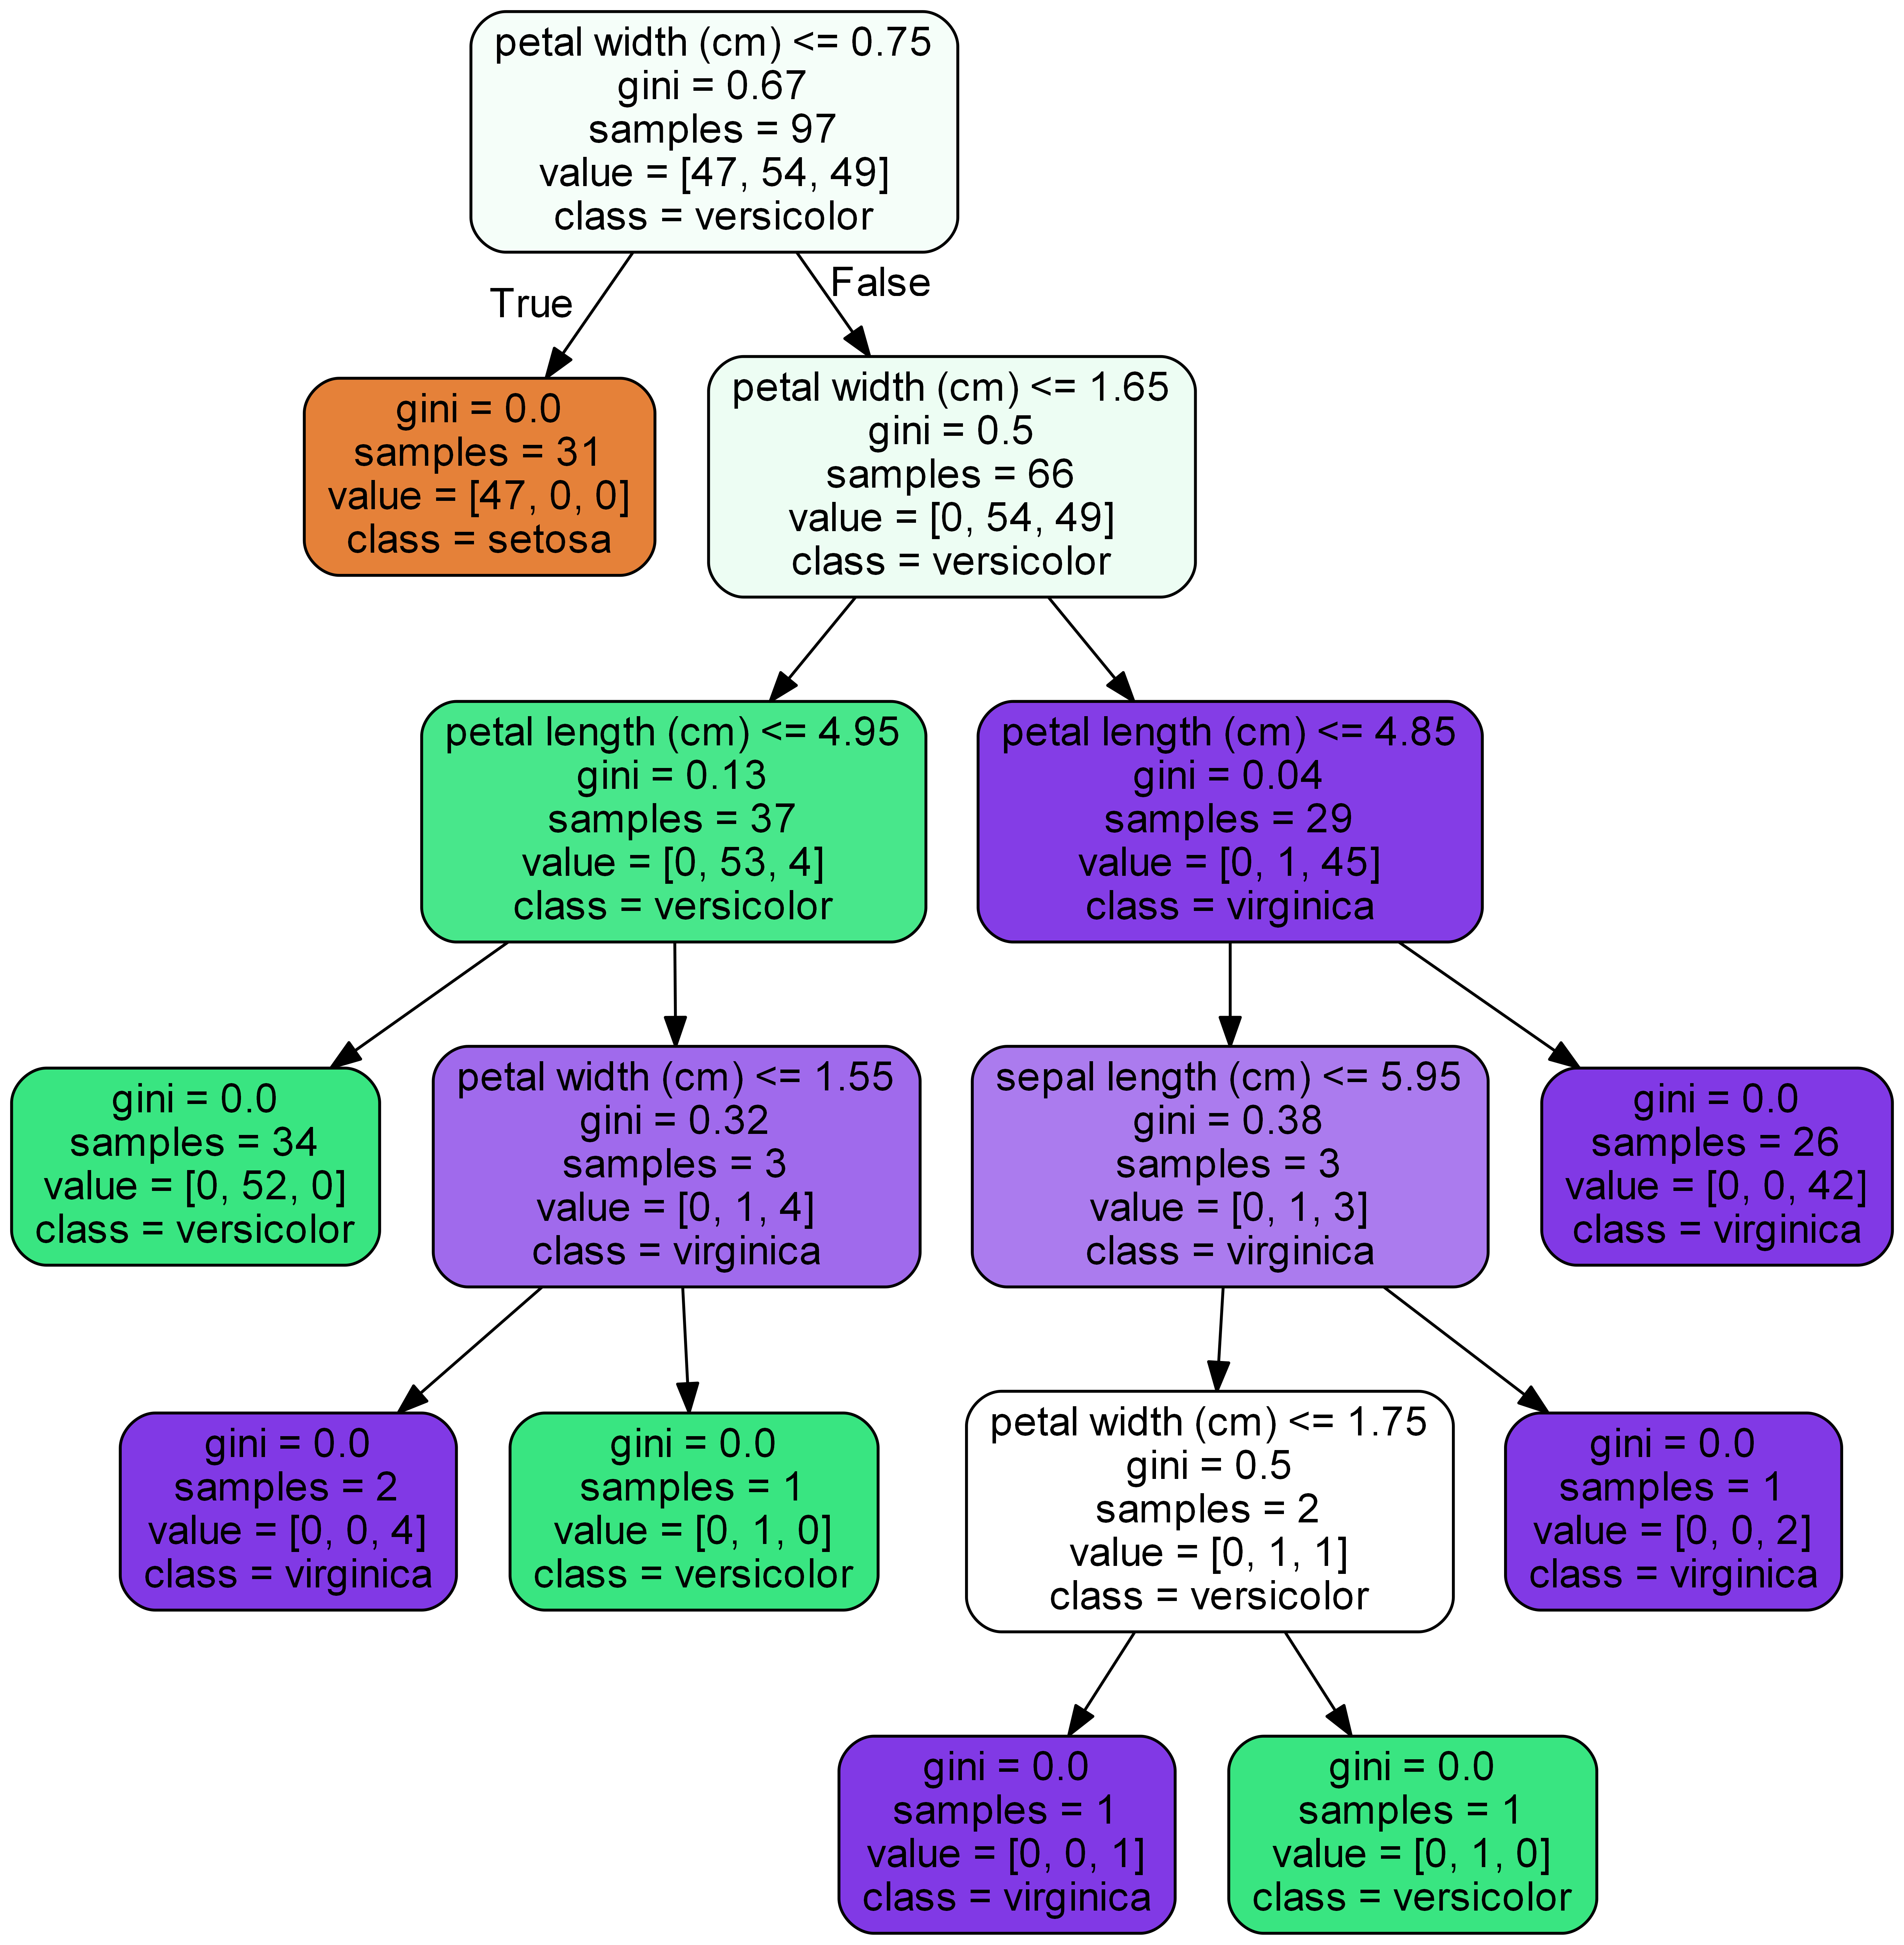 petal width (cm) <= 0.75
gini = 0.67
samples = 97
value = [47, 54, 49]
class = versicolor
True
False
gini = 0.0
samples = 31
value = [47, 0, 0]
class = setosa
petal width (cm) <= 1.65
gini = 0.5
samples = 66
value = [0, 54, 49]
class = versicolor
petal length (cm) <= 4.95
gini = 0.13
samples = 37
value = [0, 53, 4]
class = versicolor
petal length (cm) <= 4.85
gini = 0.04
samples = 29
value = [0, 1, 45]
class = virginica
gini = 0.0
samples = 34
value = [0, 52, 0]
class = versicolor
petal width (cm) <= 1.55
gini = 0.32
samples = 3
value = [0, 1, 4]
class = virginica
sepal length (cm) <= 5.95
gini = 0.38
samples = 3
value = [0, 1, 3]
class = virginica
gini = 0.0
samples = 26
value = [0, 0, 42]
class = virginica
gini = 0.0
samples = 2
value = [0, 0, 4]
class = virginica
gini = 0.0
samples = 1
value = [0, 1, 0]
class = versicolor
petal width (cm) <= 1.75
gini = 0.5
samples = 2
value = [0, 1, 1]
class = versicolor
gini = 0.0
samples = 1
value = [0, 0, 2]
class = virginica
gini = 0.0
samples = 1
value = [0, 0, 1]
class = virginica
gini = 0.0
samples = 1
value = [0, 1, 0]
class = versicolor